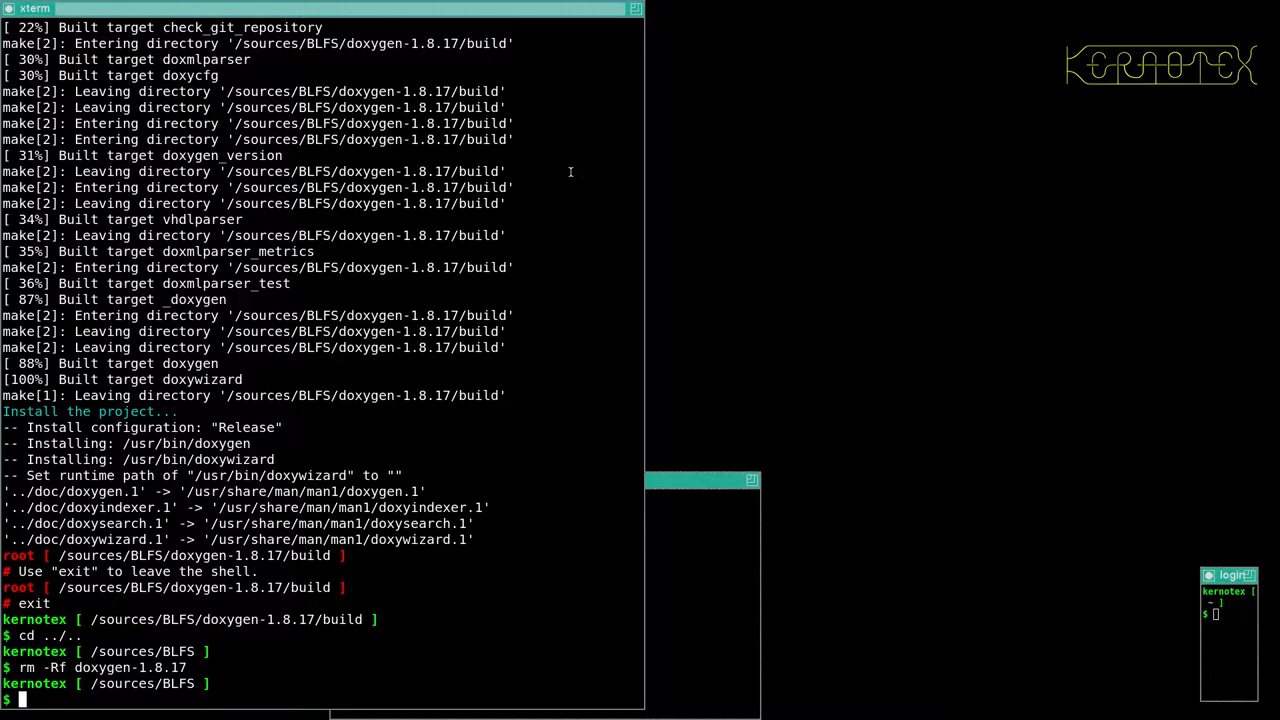 xterm
[ 22%] Built target check_git_repository
make[2]: Entering directory '/sources/BLFS/doxygen-1.8.17/build'
[ 30%] Built target doxmlparser
[ 30%] Built target doxycfg
make[2]: Leaving directory '/sources/BLFS/doxygen-1.8.17/build'
make[2]: Leaving directory '/sources/BLFS/doxygen-1.8.17/build'
make[2]: Entering directory '/sources/BLFS/doxygen-1.8.17/build'
make[2]: Entering directory '/sources/BLFS/doxygen-1.8.17/build'
[ 31%] Built target doxygen_version
make[2]: Leaving directory '/sources/BLFS/doxygen-1.8.17/build'
make[2]: Entering directory '/sources/BLFS/doxygen-1.8.17/build'
make[2]: Leaving directory '/sources/BLFS/doxygen-1.8.17/build'
[ 34%] Built target vhdlparser
make[2]: Leaving directory '/sources/BLFS/doxygen-1.8.17/build'
[ 35%] Built target doxmlparser_metrics
make[2]: Entering directory '/sources/BLFS/doxygen-1.8.17/build'
[ 36%] Built target doxmlparser_test
[ 87%] Built target _doxygen
make[2]: Entering directory '/sources/BLFS/doxygen-1.8.17/build'
make[2]: Leaving directory '/sources/BLFS/doxygen-1.8.17/build'
make[2]: Leaving directory '/sources/BLFS/doxygen-1.8.17/build'
[ 88%] Built target doxygen
[100%] Built target doxywizard
make[1]: Leaving directory '/sources/BLFS/doxygen-1.8.17/build'
Install the project...
-- Install configuration: "Release"
-- Installing: /usr/bin/doxygen
-- Installing: /usr/bin/doxywizard
-- Set runtime path of "/usr/bin/doxywizard" to ""
'../doc/doxygen.1' -> '/usr/share/man/man1/doxygen.1'
'../doc/doxyindexer.1' -> '/usr/share/man/man1/doxyindexer.1'
'../doc/doxysearch.1' -> '/usr/share/man/man1/doxysearch.1'
'../doc/doxywizard.1' -> '/usr/share/man/man1/doxywizard.1'
root [ /sources/BLFS/doxygen-1.8.17/build ]
# Use "exit" to leave the shell.
root [ /sources/BLFS/doxygen-1.8.17/build ]
# exit
kernotex [ /sources/BLFS/doxygen-1.8.17/build ]
$ cd ../..
kernotex [ /sources/BLFS ]
$ rm -Rf doxygen-1.8.17
kernotex [ /sources/BLFS ]
$
KERNOTEX
login
kernotex [
~ ]
$